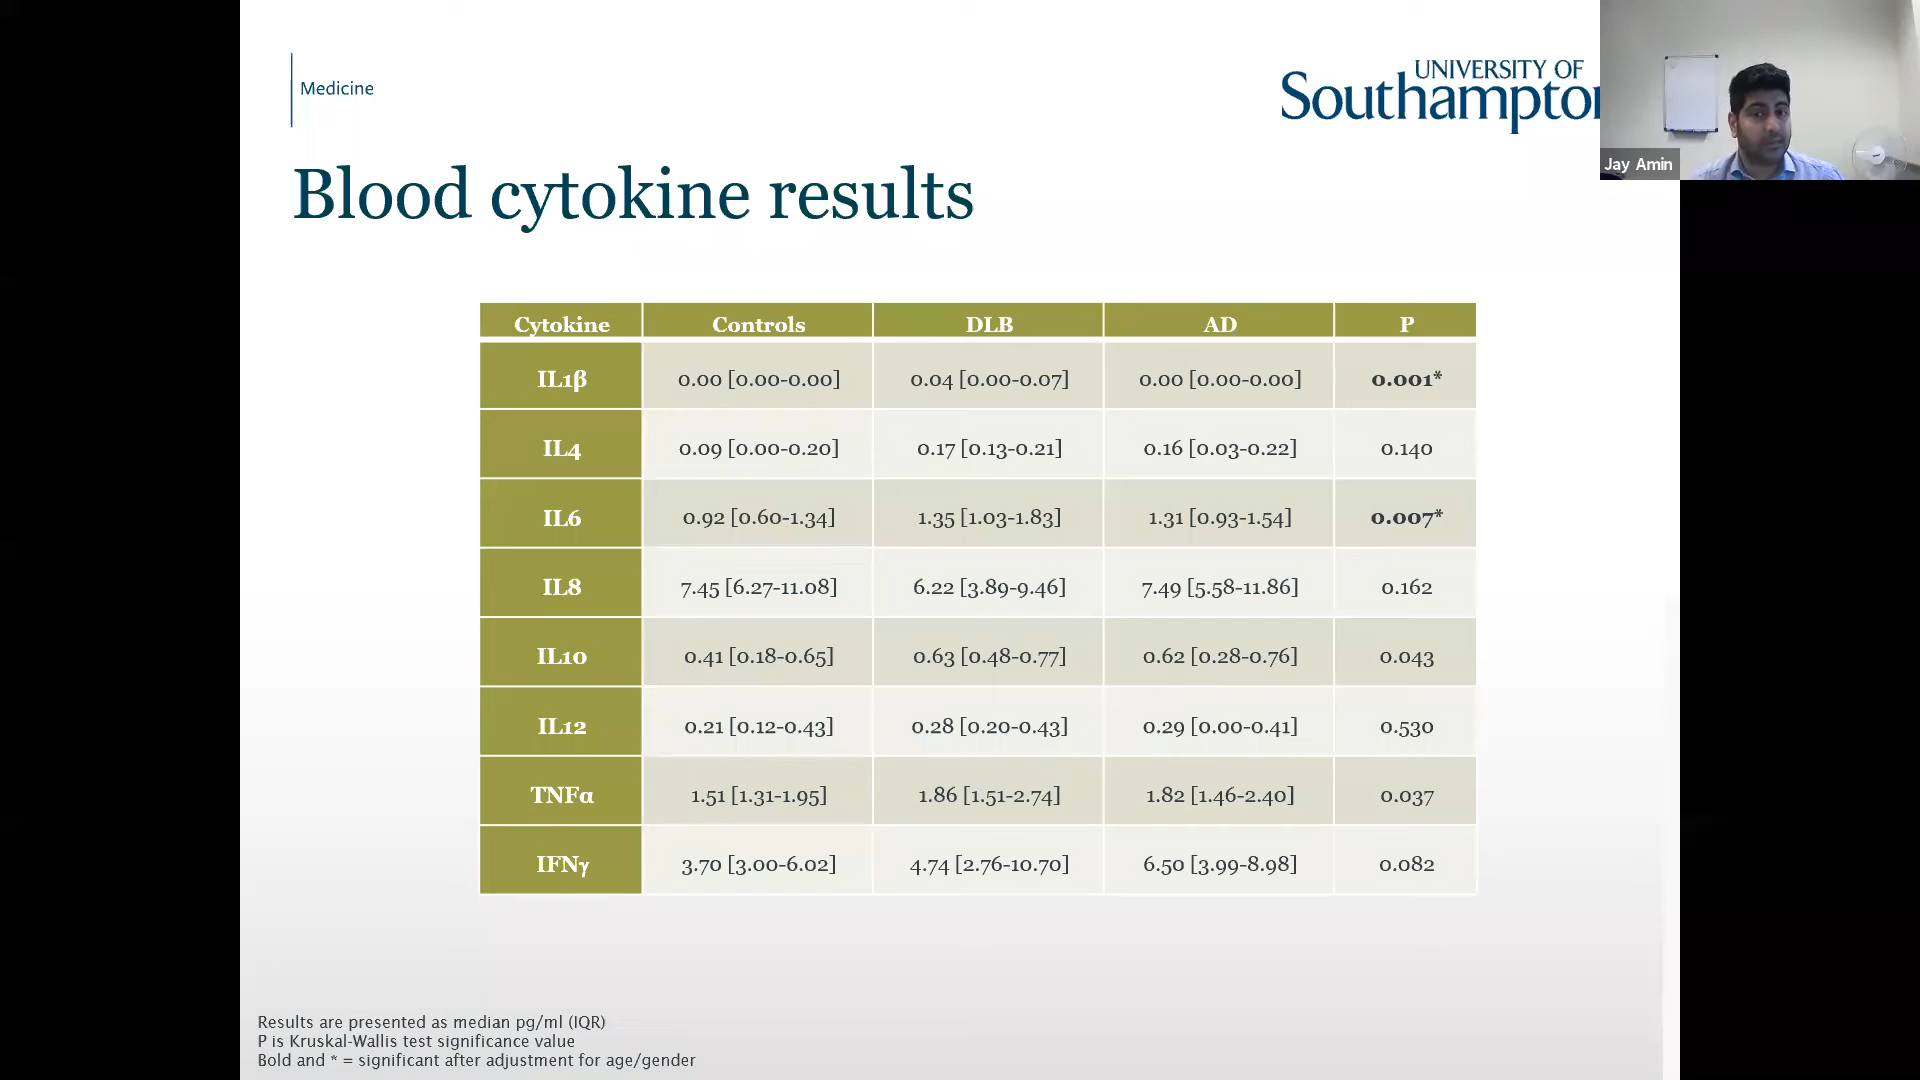 Medicine
UNIVERSITY OF
Southampton
Jay Amin
Blood cytokine results
Cytokine Controls DLB AD P
IL1β 0.00 [0.00-0.00] 0.04 [0.00-0.07] 0.00 [0.00-0.00] 0.001*
IL4 0.09 [0.00-0.20] 0.17 [0.13-0.21] 0.16 [0.03-0.22] 0.140
IL6 0.92 [0.60-1.34] 1.35 [1.03-1.83] 1.31 [0.93-1.54] 0.007*
IL8 7.45 [6.27-11.08] 6.22 [3.89-9.46] 7.49 [5.58-11.86] 0.162
IL10 0.41 [0.18-0.65] 0.63 [0.48-0.77] 0.62 [0.28-0.76] 0.043
IL12 0.21 [0.12-0.43] 0.28 [0.20-0.43] 0.29 [0.00-0.41] 0.530
TNFα 1.51 [1.31-1.95] 1.86 [1.51-2.74] 1.82 [1.46-2.40] 0.037
IFNγ 3.70 [3.00-6.02] 4.74 [2.76-10.70] 6.50 [3.99-8.98] 0.082
Results are presented as median pg/ml (IQR)
P is Kruskal-Wallis test significance value
Bold and * = significant after adjustment for age/gender